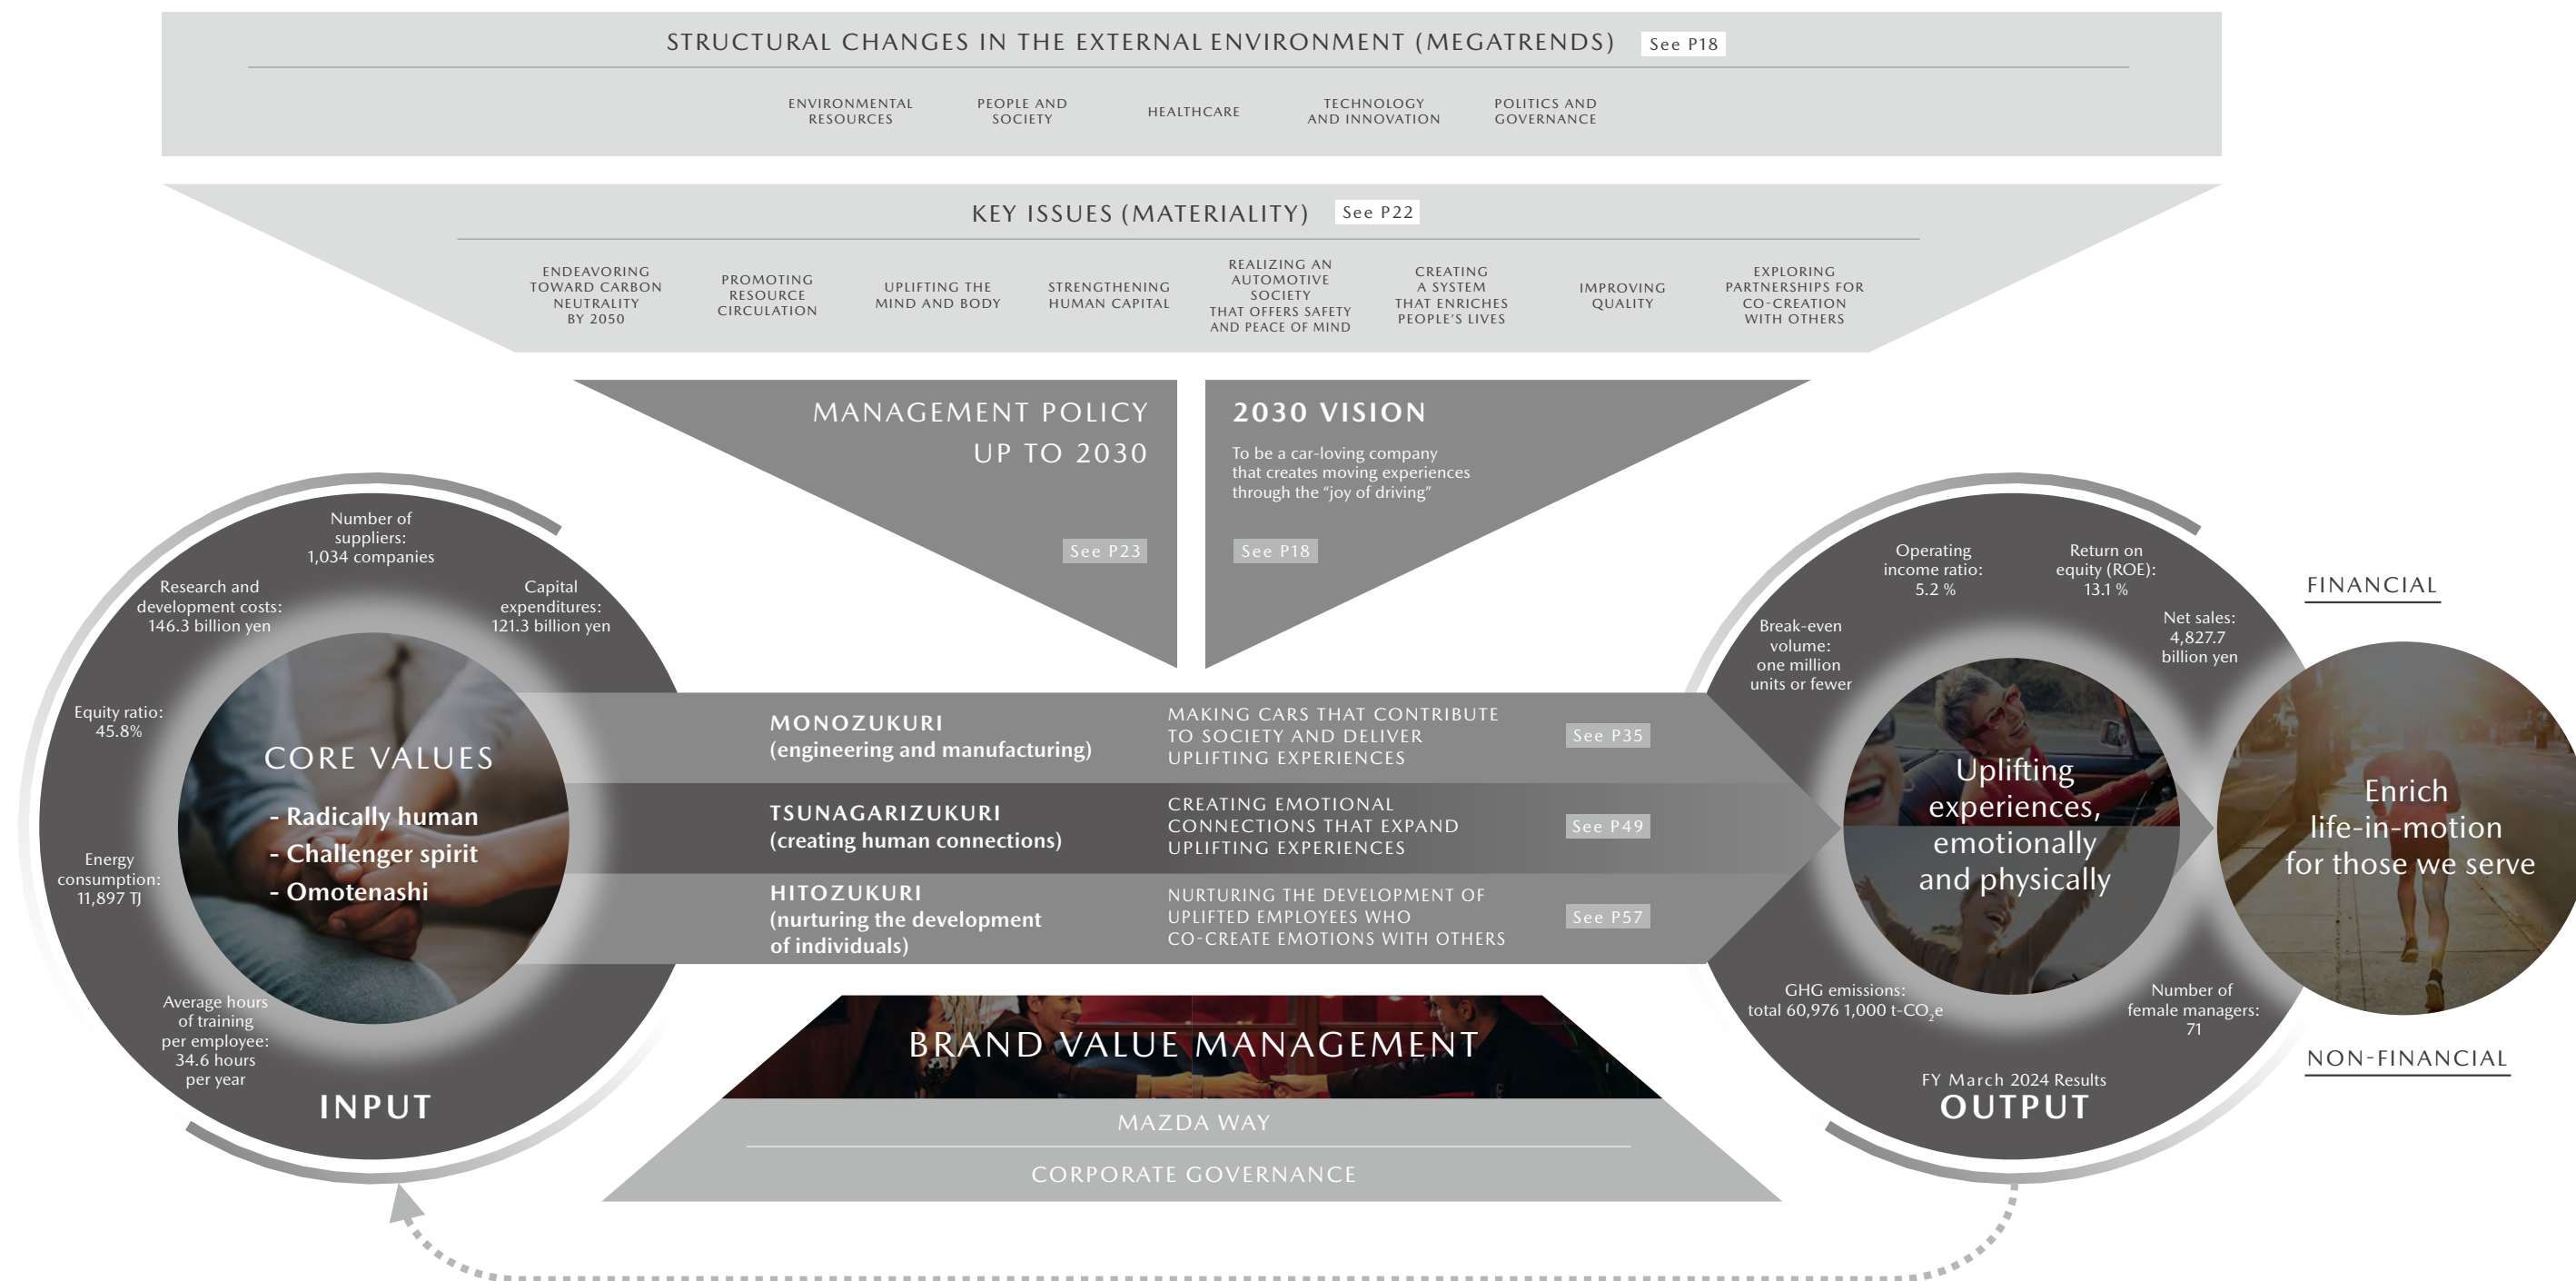 STRUCTURAL CHANGES IN THE EXTERNAL ENVIRONMENT (MEGATRENDS) See P18
ENVIRONMENTAL
RESOURCES
PEOPLE AND
SOCIETY
HEALTHCARE
TECHNOLOGY
AND INNOVATION
POLITICS AND
GOVERNANCE
KEY ISSUES (MATERIALITY) See P22
ENDEAVORING
TOWARD CARBON
NEUTRALITY
BY 2050
PROMOTING
RESOURCE
CIRCULATION
UPLIFTING THE
MIND AND BODY
STRENGTHENING
HUMAN CAPITAL
REALIZING AN
AUTOMOTIVE
SOCIETY
THAT OFFERS SAFETY
AND PEACE OF MIND
CREATING
A SYSTEM
THAT ENRICHES
PEOPLE'S LIVES
IMPROVING
QUALITY
EXPLORING
PARTNERSHIPS FOR
CO-CREATION
WITH OTHERS
MANAGEMENT POLICY
UP TO 2030
See P23
2030 VISION
To be a car-loving company
that creates moving experiences
through the “joy of driving”
See P18
Number of
suppliers:
1,034 companies
Research and
development costs:
146.3 billion yen
Capital
expenditures:
121.3 billion yen
Equity ratio:
45.8%
Energy
consumption:
11,897 TJ
Average hours
of training
per employee:
34.6 hours
per year
CORE VALUES
- Radically human
- Challenger spirit
- Omotenashi
INPUT
MONOZUKURI
(engineering and manufacturing)
MAKING CARS THAT CONTRIBUTE
TO SOCIETY AND DELIVER
UPLIFTING EXPERIENCES
See P35
TSUNAGARIZUKURI
(creating human connections)
CREATING EMOTIONAL
CONNECTIONS THAT EXPAND
UPLIFTING EXPERIENCES
See P49
HITOZUKURI
(nurturing the development
of individuals)
NURTURING THE DEVELOPMENT OF
UPLIFTED EMPLOYEES WHO
CO-CREATE EMOTIONS WITH OTHERS
See P57
BRAND VALUE MANAGEMENT
MAZDA WAY
CORPORATE GOVERNANCE
Operating
income ratio:
5.2 %
Return on
equity (ROE):
13.1 %
Net sales:
4,827.7
billion yen
Break-even
volume:
one million
units or fewer
Uplifting
experiences,
emotionally
and physically
GHG emissions:
total 60,976 1,000 t-CO₂e
Number of
female managers:
71
FY March 2024 Results
OUTPUT
FINANCIAL
Enrich
life-in-motion
for those we serve
NON-FINANCIAL